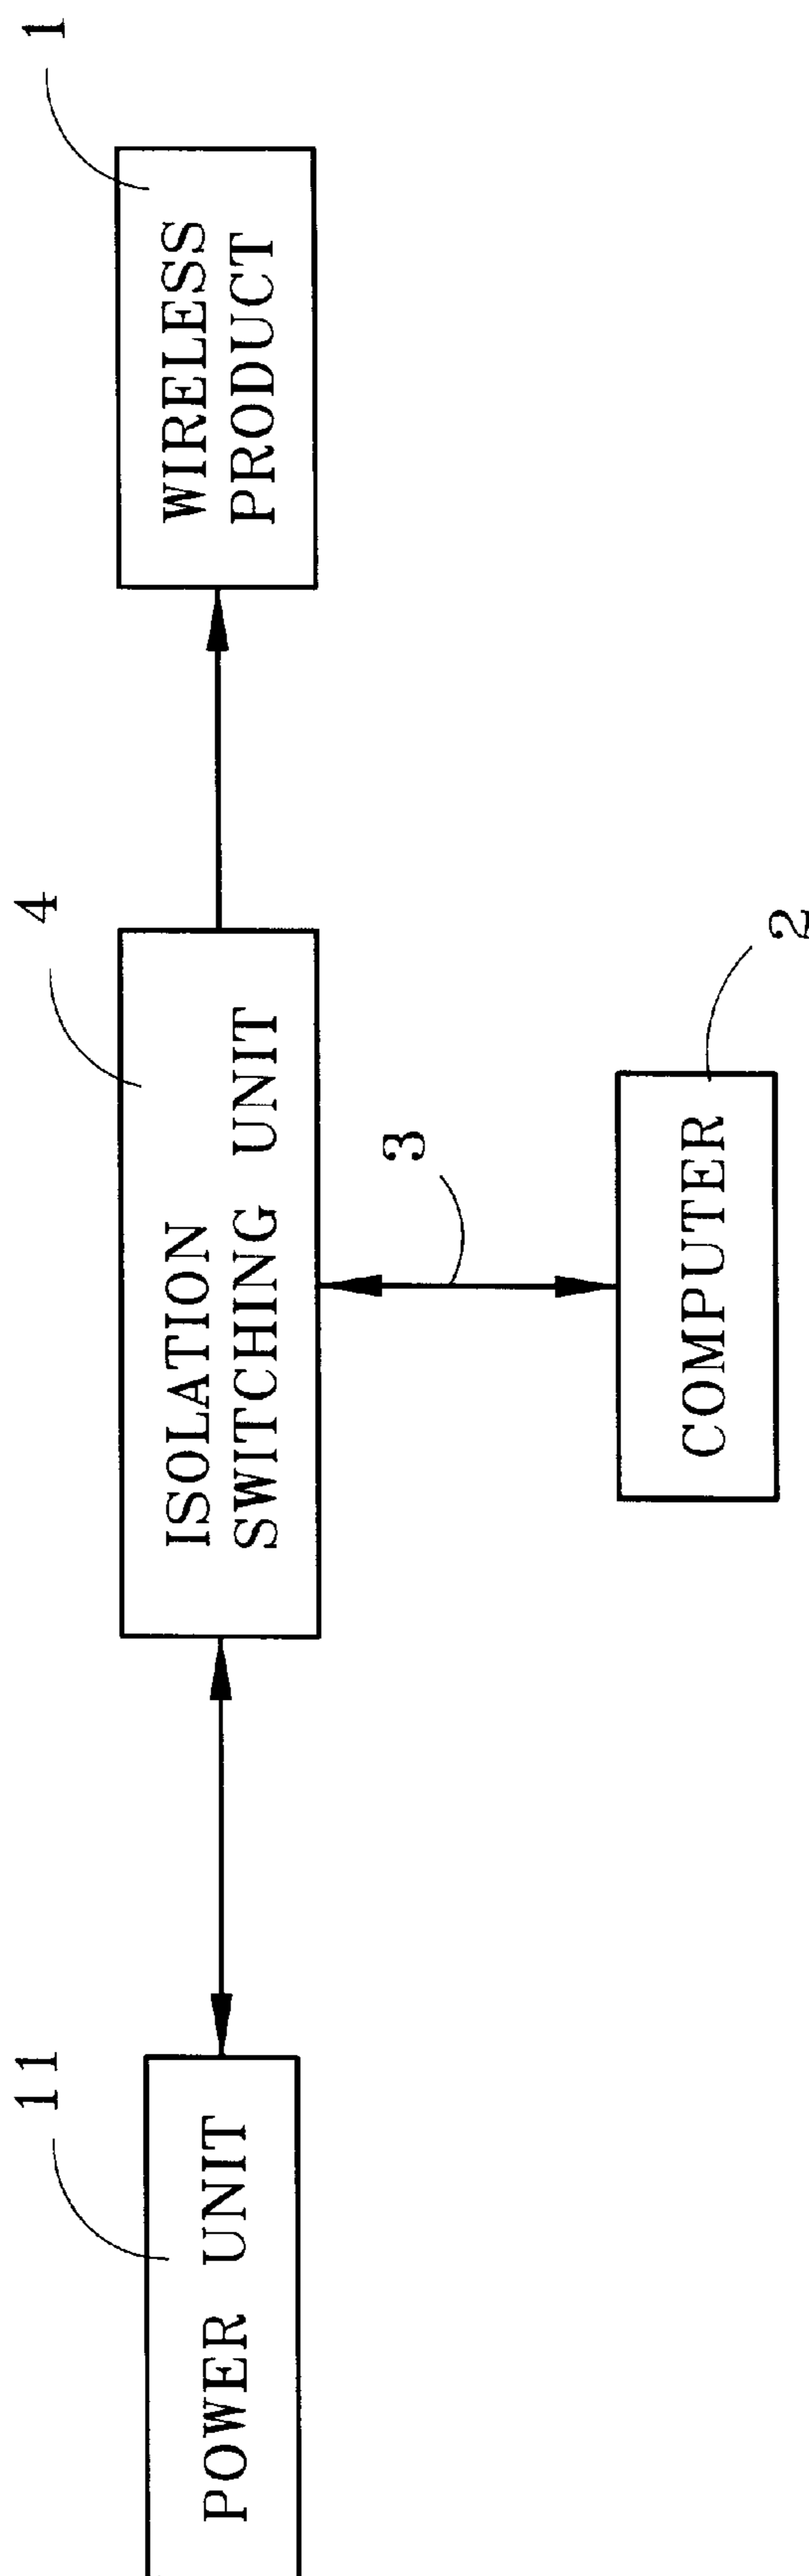 11
POWER UNIT
4
ISOLATION
SWITCHING UNIT
1
WIRELESS
PRODUCT
3
2
COMPUTER